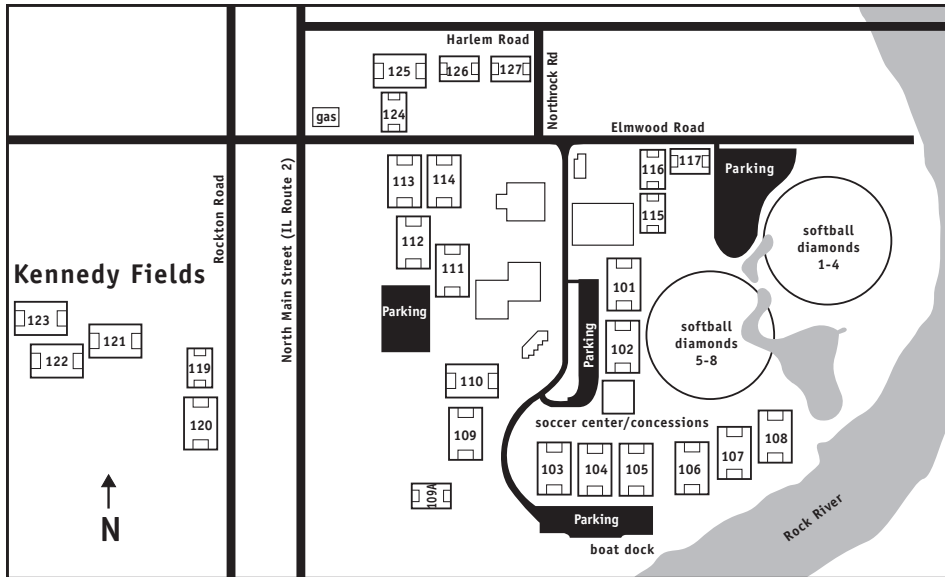 Harlem Road
125
126
127
Northrock Rd
gas
124
Elmwood Road
113
114
116
117
Parking
115
softball
diamonds
1-4
Rockton Road
North Main Street (IL Route 2)
112
111
Kennedy Fields
101
123
122
121
119
120
Parking
Parking
102
softball
diamonds
5-8
110
109
soccer center/concessions
103
104
105
106
107
108
109A
N
Parking
boat dock
Rock River